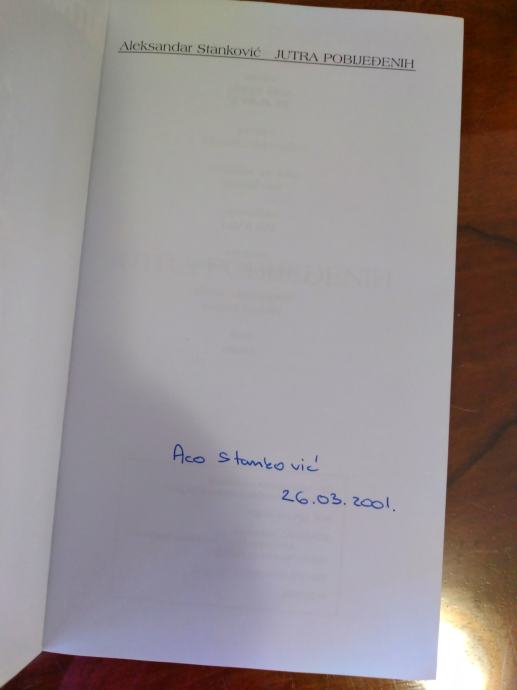 Aleksandar Stanković JUTRA POBIJEĐENIH
Aco Stanković
26.03.2001.